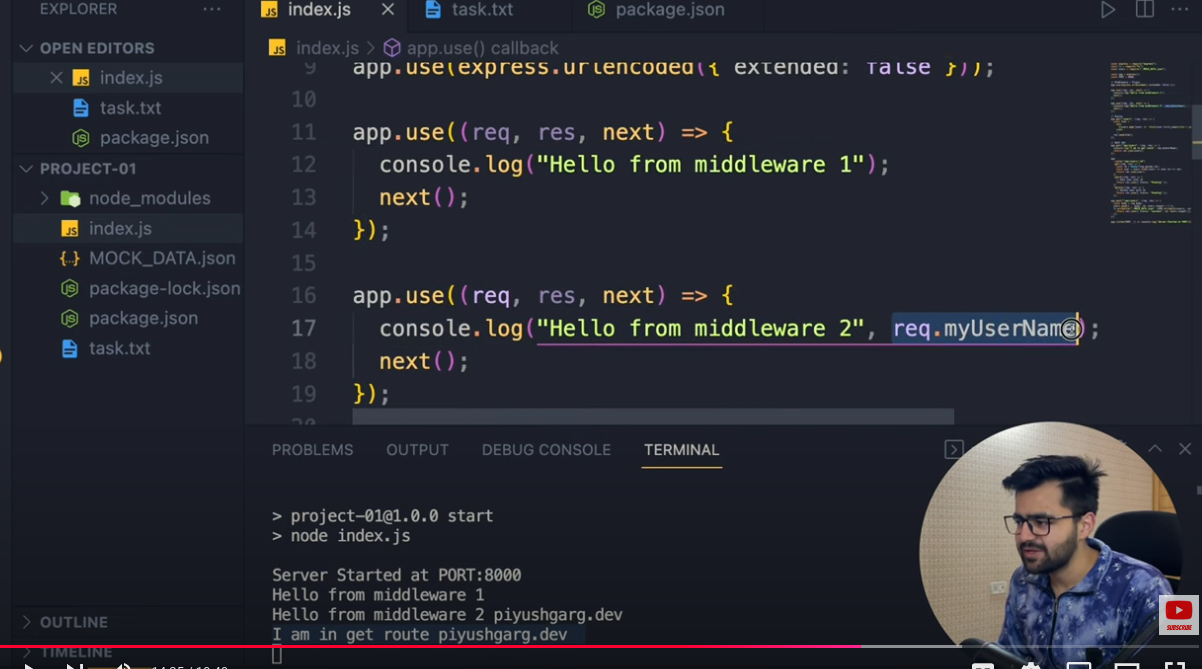 EXPLORER
index.js
task.txt
package.json
OPEN EDITORS
index.js
task.txt
package.json
PROJECT-01
node_modules
index.js
MOCK_DATA.json
package-lock.json
package.json
task.txt
OUTLINE
TIMELINE
index.js > app.use() callback
9 app.use(express.urlencoded({ extended: false }));
10
11 app.use((req, res, next) => {
12 console.log("Hello from middleware 1");
13 next();
14 });
15
16 app.use((req, res, next) => {
17 console.log("Hello from middleware 2", req.myUserName);
18 next();
19 });
20
PROBLEMS OUTPUT DEBUG CONSOLE TERMINAL
> project-01@1.0.0 start
> node index.js
Server Started at PORT:8000
Hello from middleware 1
Hello from middleware 2 piyushgarg.dev
I am in get route piyushgarg.dev
SUBSCRIBE